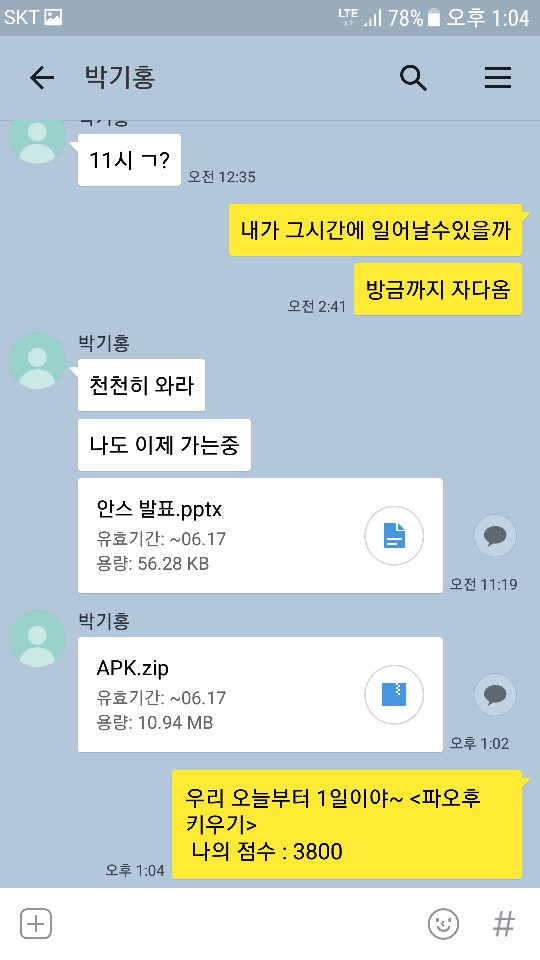 SKT LTE 78% 오후 1:04
박기홍
박기홍
11시 ㄱ?
오전 12:35
내가 그시간에 일어날수있을까
방금까지 자다옴
오전 2:41
박기홍
천천히 와라
나도 이제 가는중
안스 발표.pptx
유효기간: ~06.17
용량: 56.28 KB
오전 11:19
박기홍
APK.zip
유효기간: ~06.17
용량: 10.94 MB
오후 1:02
우리 오늘부터 1일이야~ <파오후
키우기>
나의 점수 : 3800
오후 1:04
#